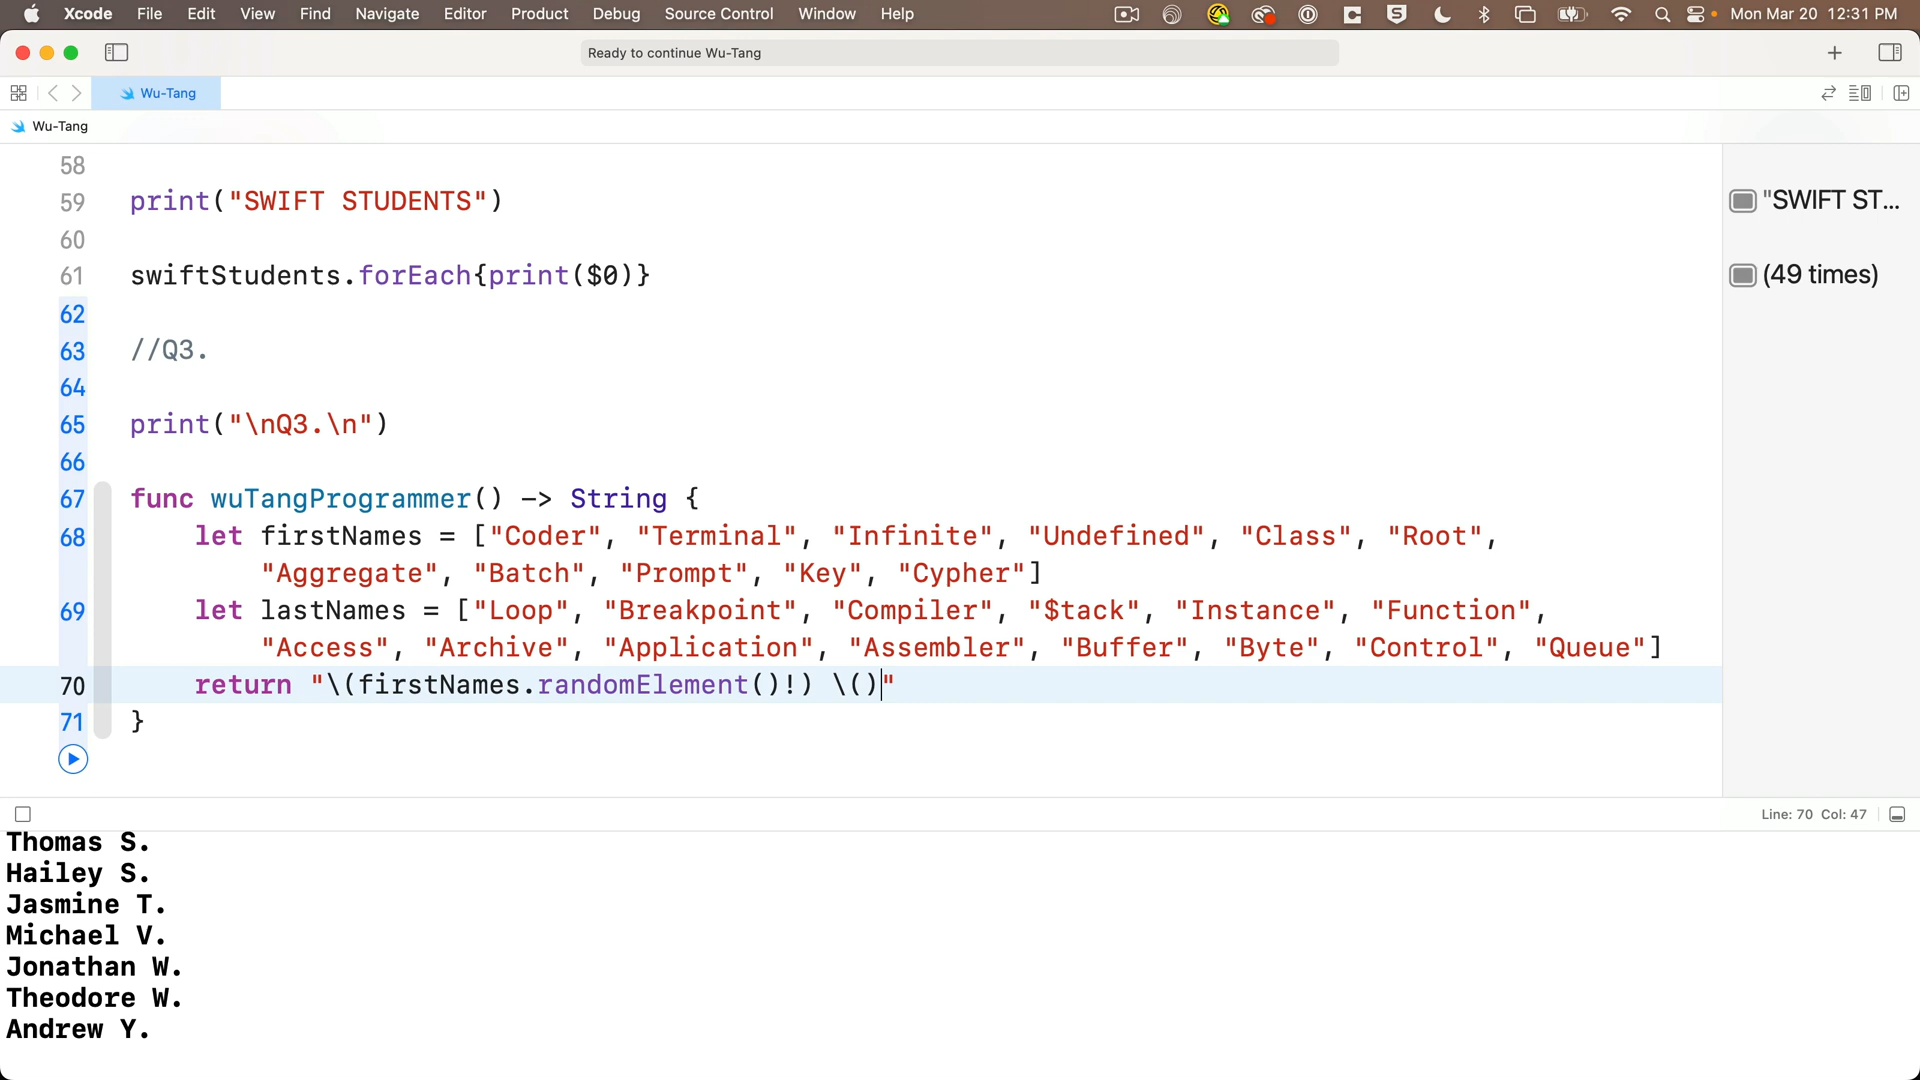 Xcode File Edit View Find Navigate Editor Product Debug Source Control Window Help Mon Mar 20 12:31 PM
Ready to continue Wu-Tang
Wu-Tang
Wu-Tang
58
59 print("SWIFT STUDENTS") "SWIFT ST...
60
61 swiftStudents.forEach{print($0)} (49 times)
62
63 //Q3.
64
65 print("\nQ3.\n")
66
67 func wuTangProgrammer() -> String {
68 let firstNames = ["Coder", "Terminal", "Infinite", "Undefined", "Class", "Root",
"Aggregate", "Batch", "Prompt", "Key", "Cypher"]
69 let lastNames = ["Loop", "Breakpoint", "Compiler", "$tack", "Instance", "Function",
"Access", "Archive", "Application", "Assembler", "Buffer", "Byte", "Control", "Queue"]
70 return "\(firstNames.randomElement()!) \()"
71 }
Line: 70 Col: 47
Thomas S.
Hailey S.
Jasmine T.
Michael V.
Jonathan W.
Theodore W.
Andrew Y.